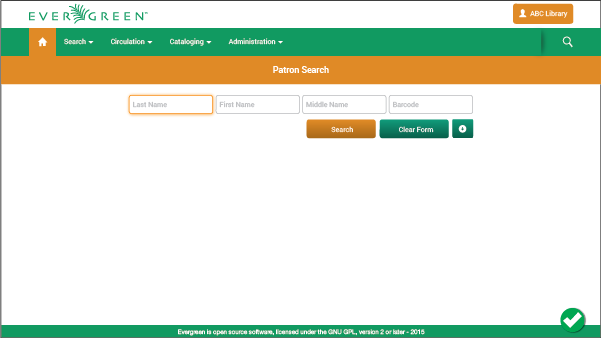 EVERGREEN™
ABC Library
Search Circulation Cataloging Administration
Patron Search
Last Name First Name Middle Name Barcode
Search Clear Form
Evergreen is open source software, licensed under the GNU GPL, version 2 or later - 2015